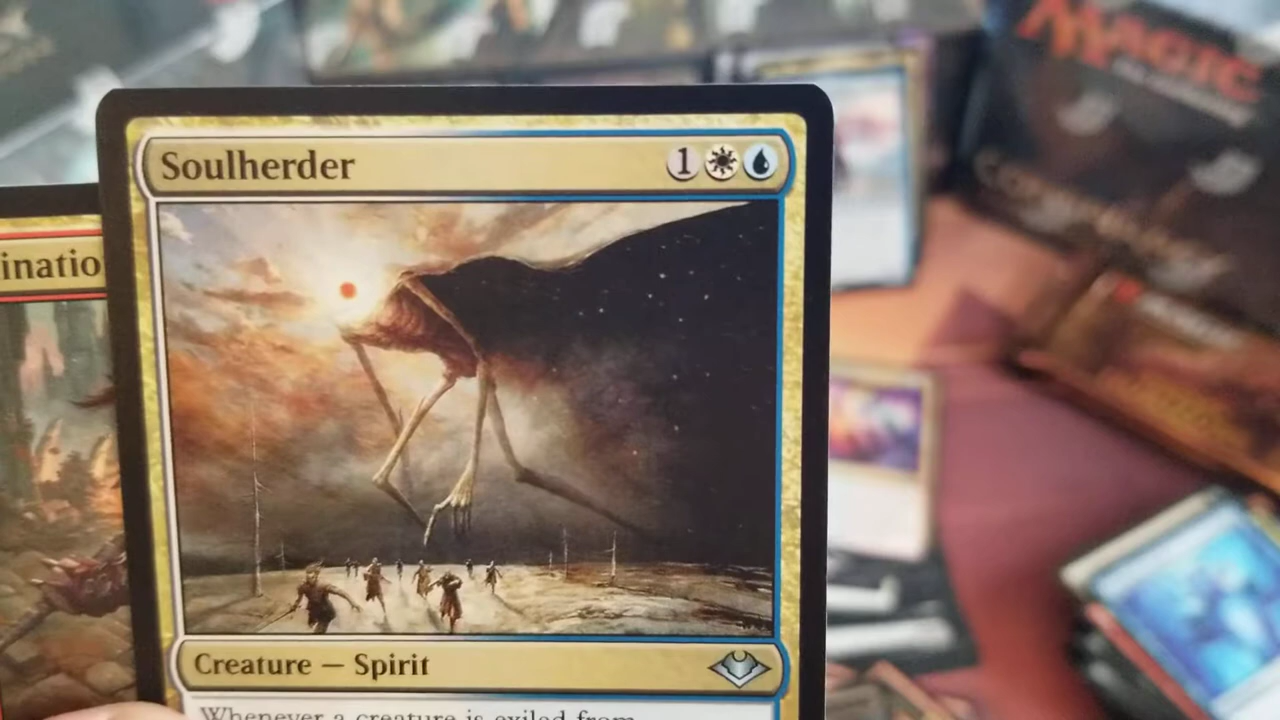 MAGIC
Soulherder
1
inatio
Creature — Spirit
Whenever a creature is exiled from